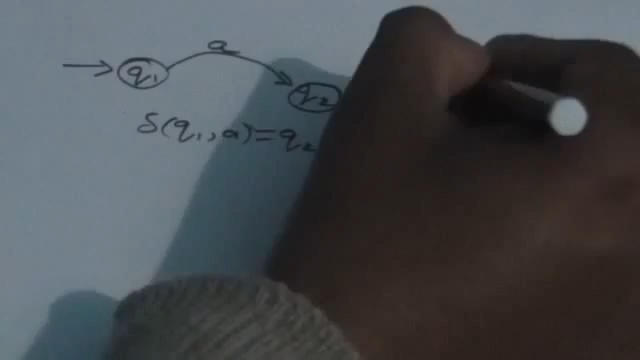 a
q₁
q₂
δ(q₁, a) = q₂